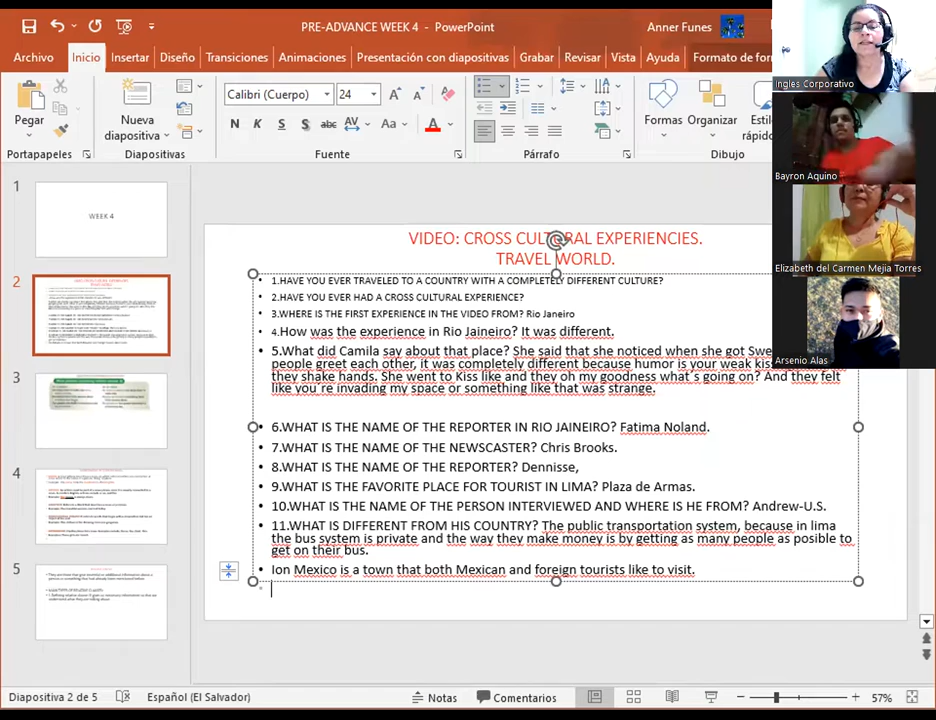 PRE-ADVANCE WEEK 4 - PowerPoint
Anner Funes
Archivo Inicio Insertar Diseño Transiciones Animaciones Presentación con diapositivas Grabar Revisar Vista Ayuda Formato de for
Calibri (Cuerpo) 24
Pegar
Nueva
diapositiva
N K S S abc AV Aa A
Formas Organizar Estil
rápid
Portapapeles Diapositivas Fuente Párrafo Dibujo
Ingles Corporativo
Bayron Aquino
Elizabeth del Carmen Mejia Torres
Arsenio Alas
1
WEEK 4
2
3
4
5
VIDEO: CROSS CULTURAL EXPERIENCES.
TRAVEL WORLD.
• 1.HAVE YOU EVER TRAVELED TO A COUNTRY WITH A COMPLETELY DIFFERENT CULTURE?
• 2.HAVE YOU EVER HAD A CROSS CULTURAL EXPERIENCE?
• 3.WHERE IS THE FIRST EXPERIENCE IN THE VIDEO FROM? Rio Janeiro
• 4.How was the experience in Rio Jaineiro? It was different.
• 5.What did Camila say about that place? She said that she noticed when she got Swe
people greet each other, it was completely different because humor is your weak kis
they shake hands. She went to Kiss like and they oh my goodness what´s going on? And they felt
like you´re invading my space or something like that was strange.
• 6.WHAT IS THE NAME OF THE REPORTER IN RIO JAINEIRO? Fatima Noland.
• 7.WHAT IS THE NAME OF THE NEWSCASTER? Chris Brooks.
• 8.WHAT IS THE NAME OF THE REPORTER? Dennisse,
• 9.WHAT IS THE FAVORITE PLACE FOR TOURIST IN LIMA? Plaza de Armas.
• 10.WHAT IS THE NAME OF THE PERSON INTERVIEWED AND WHERE IS HE FROM? Andrew-U.S.
• 11.WHAT IS DIFFERENT FROM HIS COUNTRY? The public transportation system, because in lima
the bus system is private and the way they make money is by getting as many people as posible to
get on their bus.
• Ion Mexico is a town that both Mexican and foreign tourists like to visit.
Diapositiva 2 de 5 Español (El Salvador) Notas Comentarios 57%